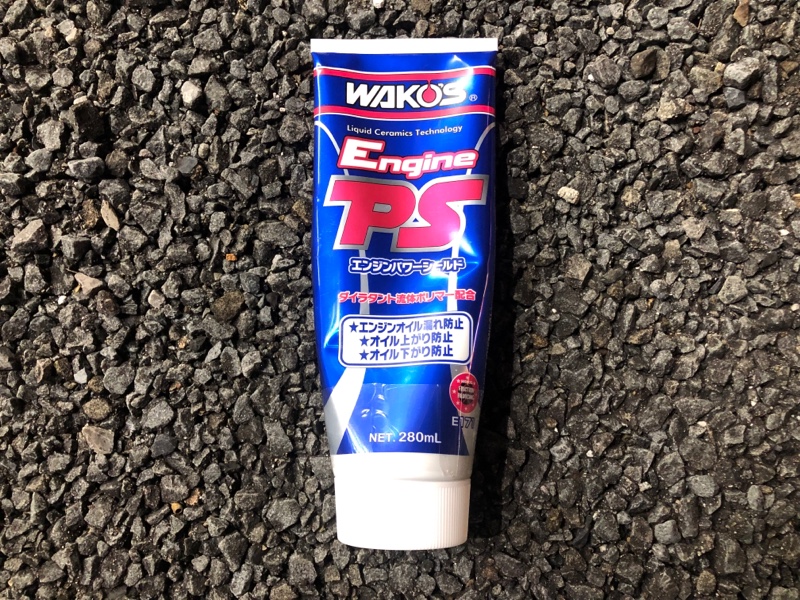 WAKO'S®
Liquid Ceramics Technology
Engine
PS
エンジンパワーシールド
ダイラタント流体ポリマー配合
★エンジンオイル漏れ防止
★オイル上がり防止
★オイル下がり防止
NET. 280mL